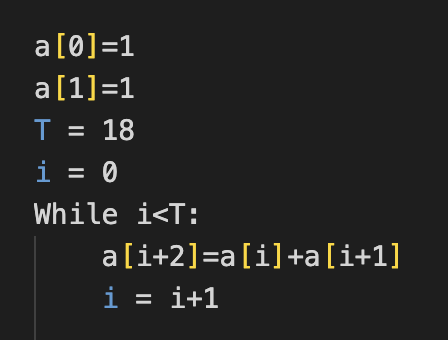 a[0]=1
a[1]=1
T = 18
i = 0
While i<T:
    a[i+2]=a[i]+a[i+1]
    i = i+1